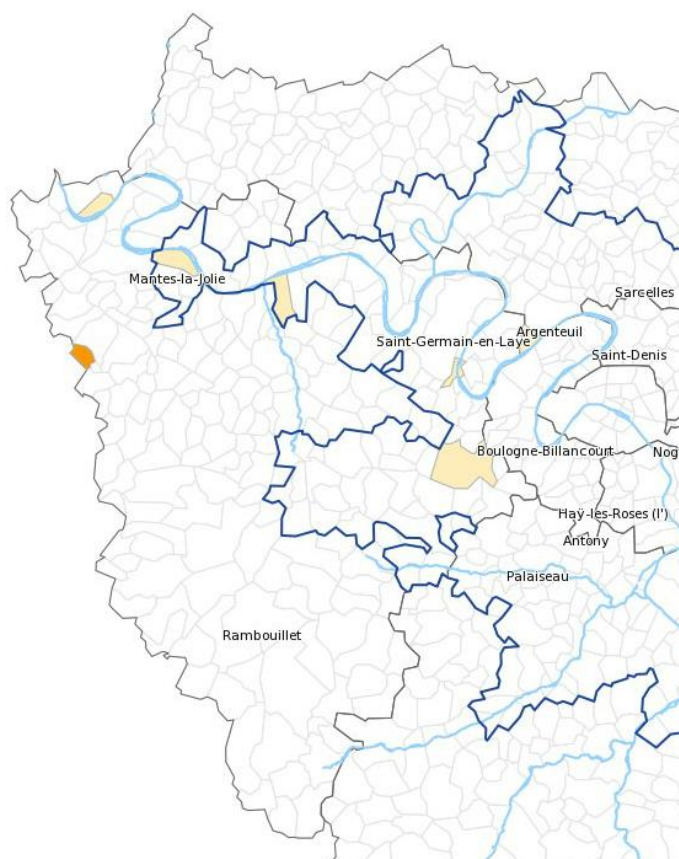 Mantes-la-Jolie
Sarcelles
Argenteuil
Saint-Germain-en-Laye
Saint-Denis
Boulogne-Billancourt
Nog
Haÿ-les-Roses (l')
Antony
Palaiseau
Rambouillet